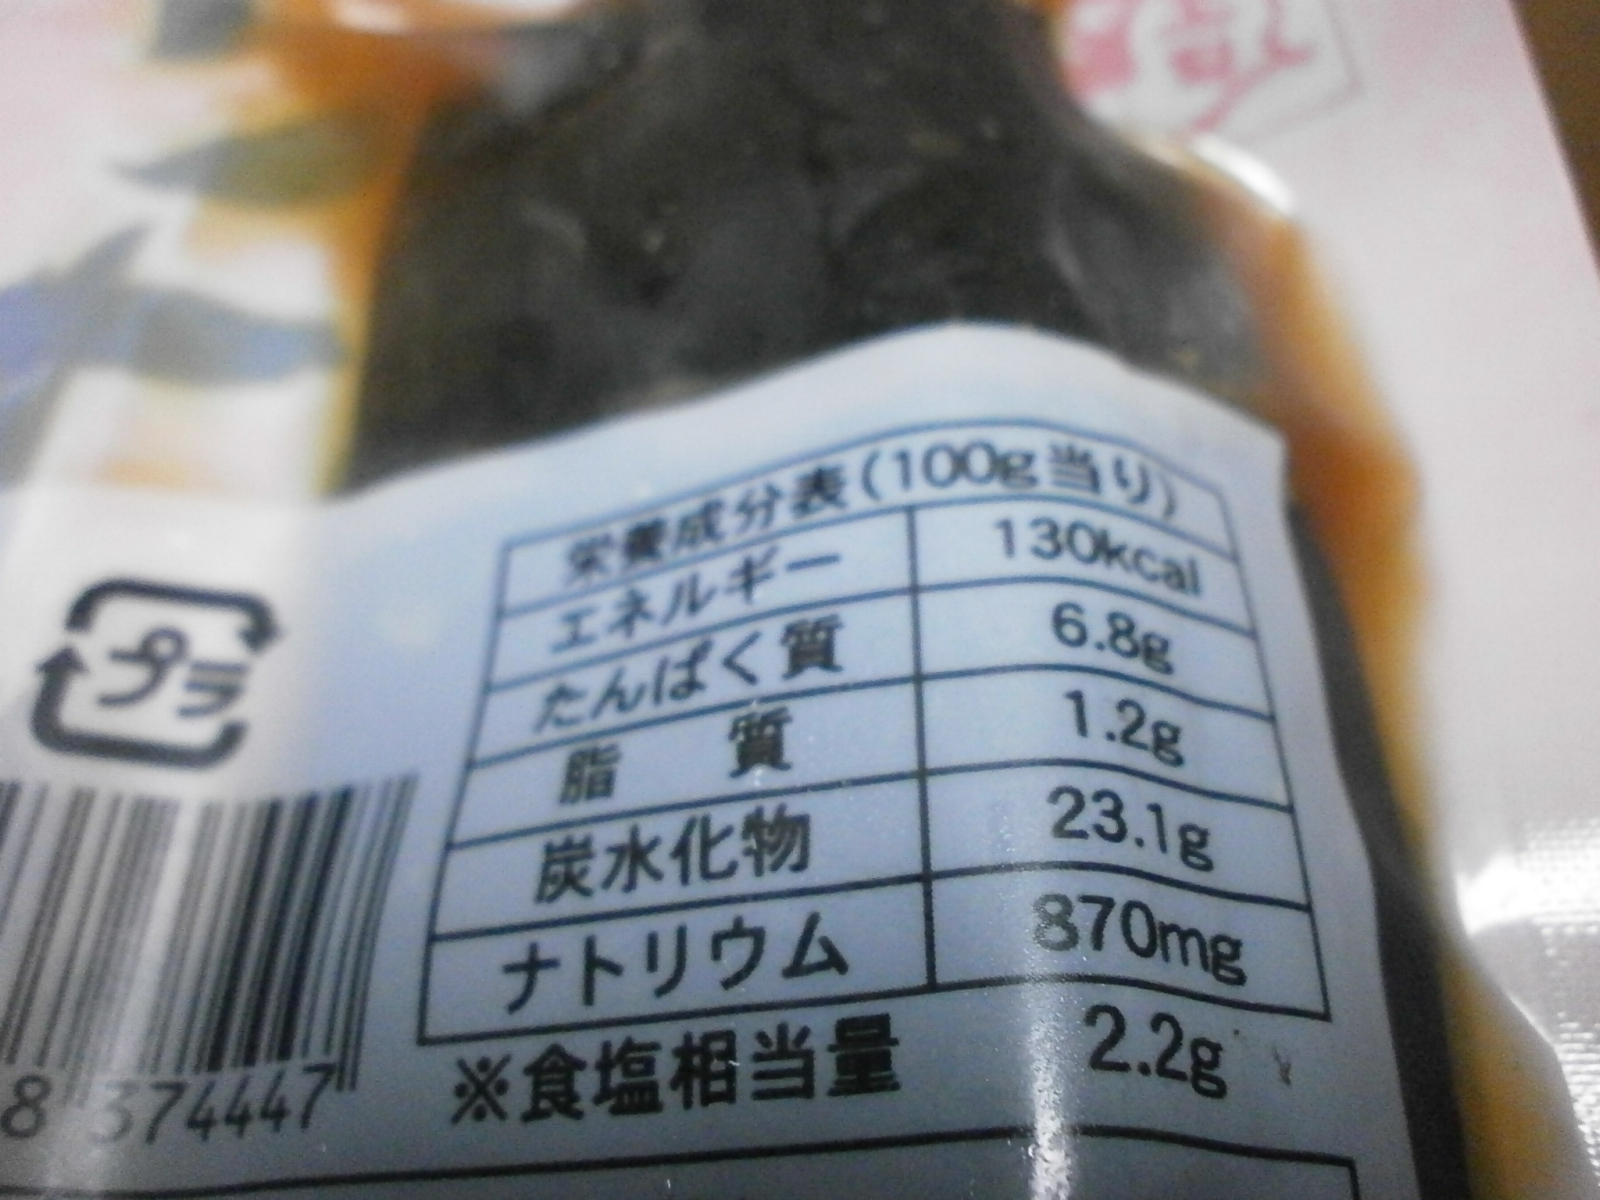 栄養成分表(100g当り)
エネルギー 130kcal
たんぱく質 6.8g
脂質 1.2g
炭水化物 23.1g
ナトリウム 870mg
※食塩相当量 2.2g
プラ
8 374447